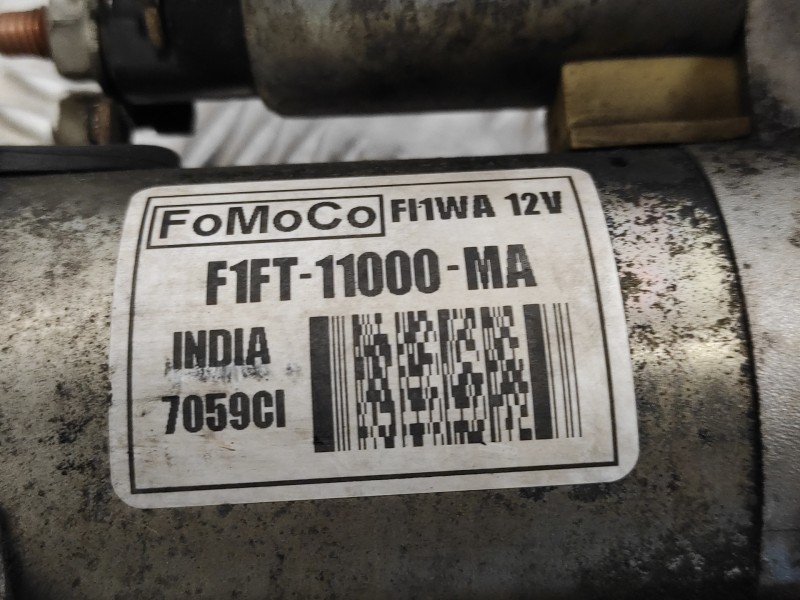 FoMoCo FI1WA 12V
F1FT-11000-MA
INDIA
7059CI